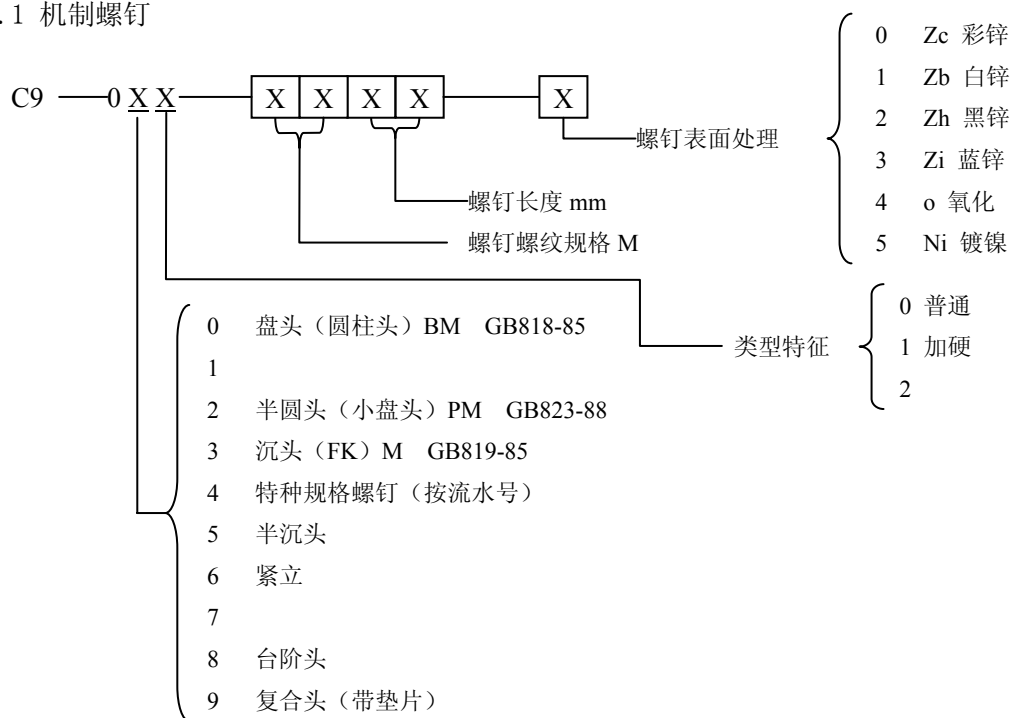 .1 机制螺钉
C9 0 X X X X X X X
0 Zc 彩锌
1 Zb 白锌
2 Zh 黑锌
3 Zi 蓝锌
4 o 氧化
5 Ni 镀镍
螺钉表面处理
螺钉长度 mm
螺钉螺纹规格 M
类型特征
0 普通
1 加硬
2
0 盘头（圆柱头）BM GB818-85
1
2 半圆头（小盘头）PM GB823-88
3 沉头（FK）M GB819-85
4 特种规格螺钉（按流水号）
5 半沉头
6 紧立
7
8 台阶头
9 复合头（带垫片）